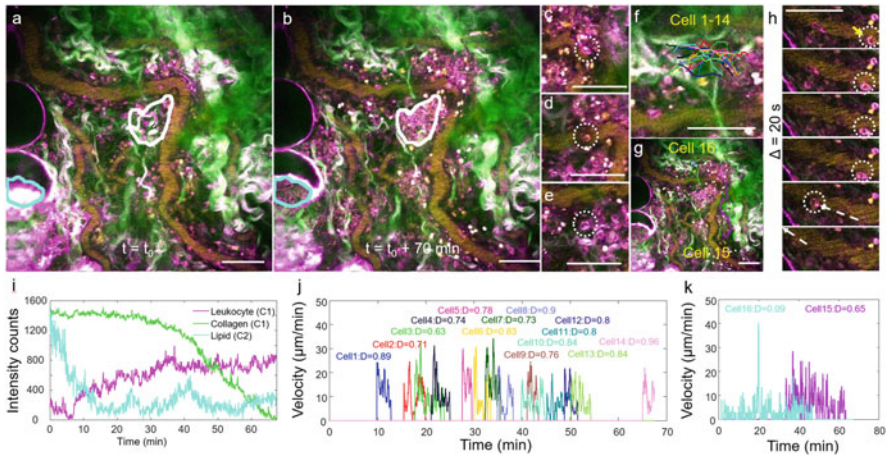 a
b
c
d
e
f
g
h
t = t₀
t = t₀ + 70 min
Cell 1-14
Cell 16
Cell 15
Δ = 20 s
i
1600
1200
800
400
0
Intensity counts
Leukocyte (C1)
Collagen (C1)
Lipid (C2)
0 10 20 30 40 50 60
Time (min)
j
50
40
30
20
10
0
Velocity (μm/min)
Cell5:D=0.78 Cell8:D=0.9
Cell4:D=0.74 Cell7:D=0.73 Cell12:D=0.8
Cell3:D=0.63 Cell6:D=0.83 Cell11:D=0.8
Cell2:D=0.71 Cell10:D=0.84
Cell1:D=0.89 Cell9:D=0.76 Cell13:D=0.84
Cell14:D=0.96
0 10 20 30 40 50 60 70
Time (min)
k
50
40
30
20
10
0
Velocity (μm/min)
Cell16:D=0.09 Cell15:D=0.65
0 20 40 60 80
Time (min)